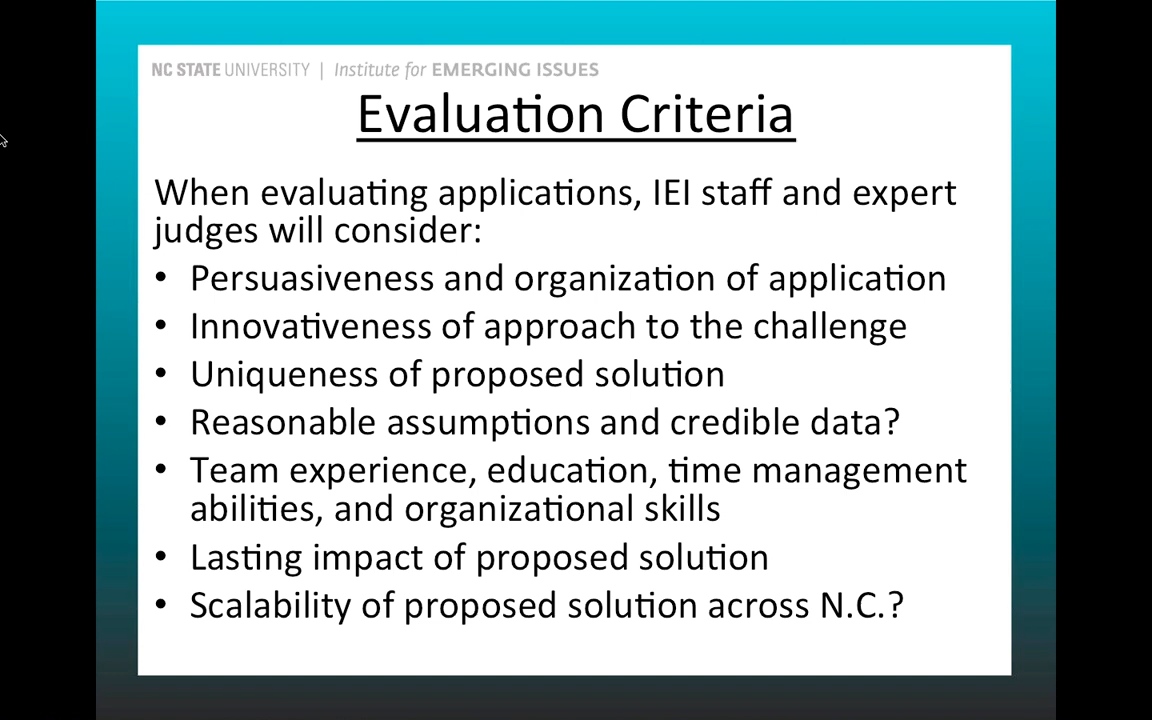 NC STATE UNIVERSITY | Institute for EMERGING ISSUES
Evaluation Criteria
When evaluating applications, IEI staff and expert
judges will consider:
• Persuasiveness and organization of application
• Innovativeness of approach to the challenge
• Uniqueness of proposed solution
• Reasonable assumptions and credible data?
• Team experience, education, time management
abilities, and organizational skills
• Lasting impact of proposed solution
• Scalability of proposed solution across N.C.?